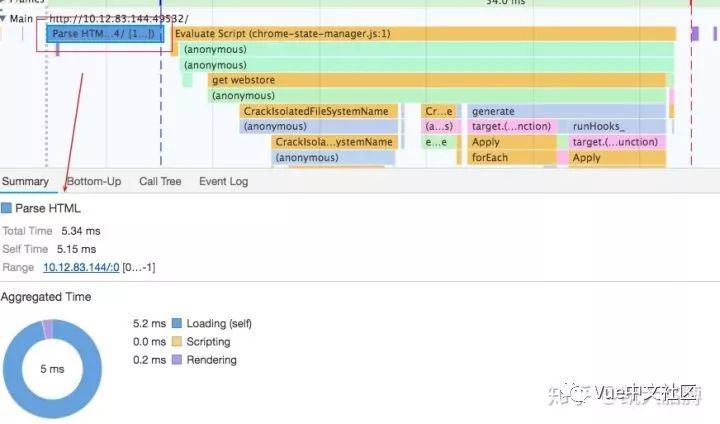 Frames
54.0 ms
Main — http://10.12.83.144:49532/
Parse HTM...4/ [1...])
Evaluate Script (chrome-state-manager.js:1)
(anonymous)
(anonymous)
get webstore
(anonymous)
CrackIsolatedFileSystemName
Cr...e
generate
(anonymous)
(a...s)
target.(...nction)
runHooks_
CrackIsola...ystemName
e...e
Apply
target.(...unction)
(anonymous)
forEach
Apply
Summary
Bottom-Up
Call Tree
Event Log
Parse HTML
Total Time 5.34 ms
Self Time 5.15 ms
Range 10.12.83.144/:0 [0...-1]
Aggregated Time
5.2 ms Loading (self)
0.0 ms Scripting
0.2 ms Rendering
5 ms
知乎
Vue中文社区